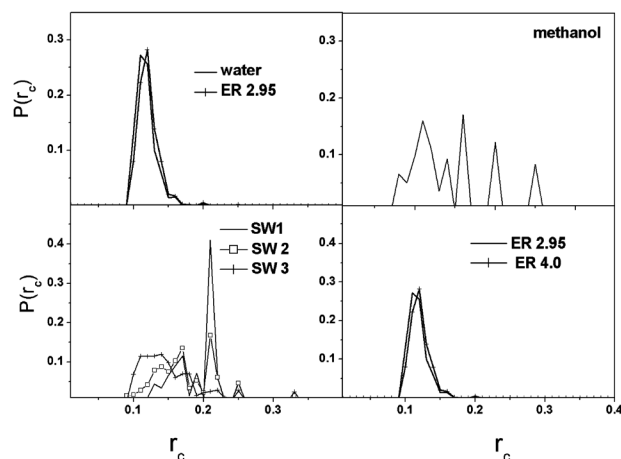 P(r_c)
0.3
0.2
0.1
water
ER 2.95
methanol
0.3
0.2
0.1
P(r_c)
0.4
0.3
0.2
0.1
SW1
SW 2
SW 3
0.4
0.3
0.2
0.1
ER 2.95
ER 4.0
0.1 0.2 0.3
0.1 0.2 0.3 0.4
r_c r_c